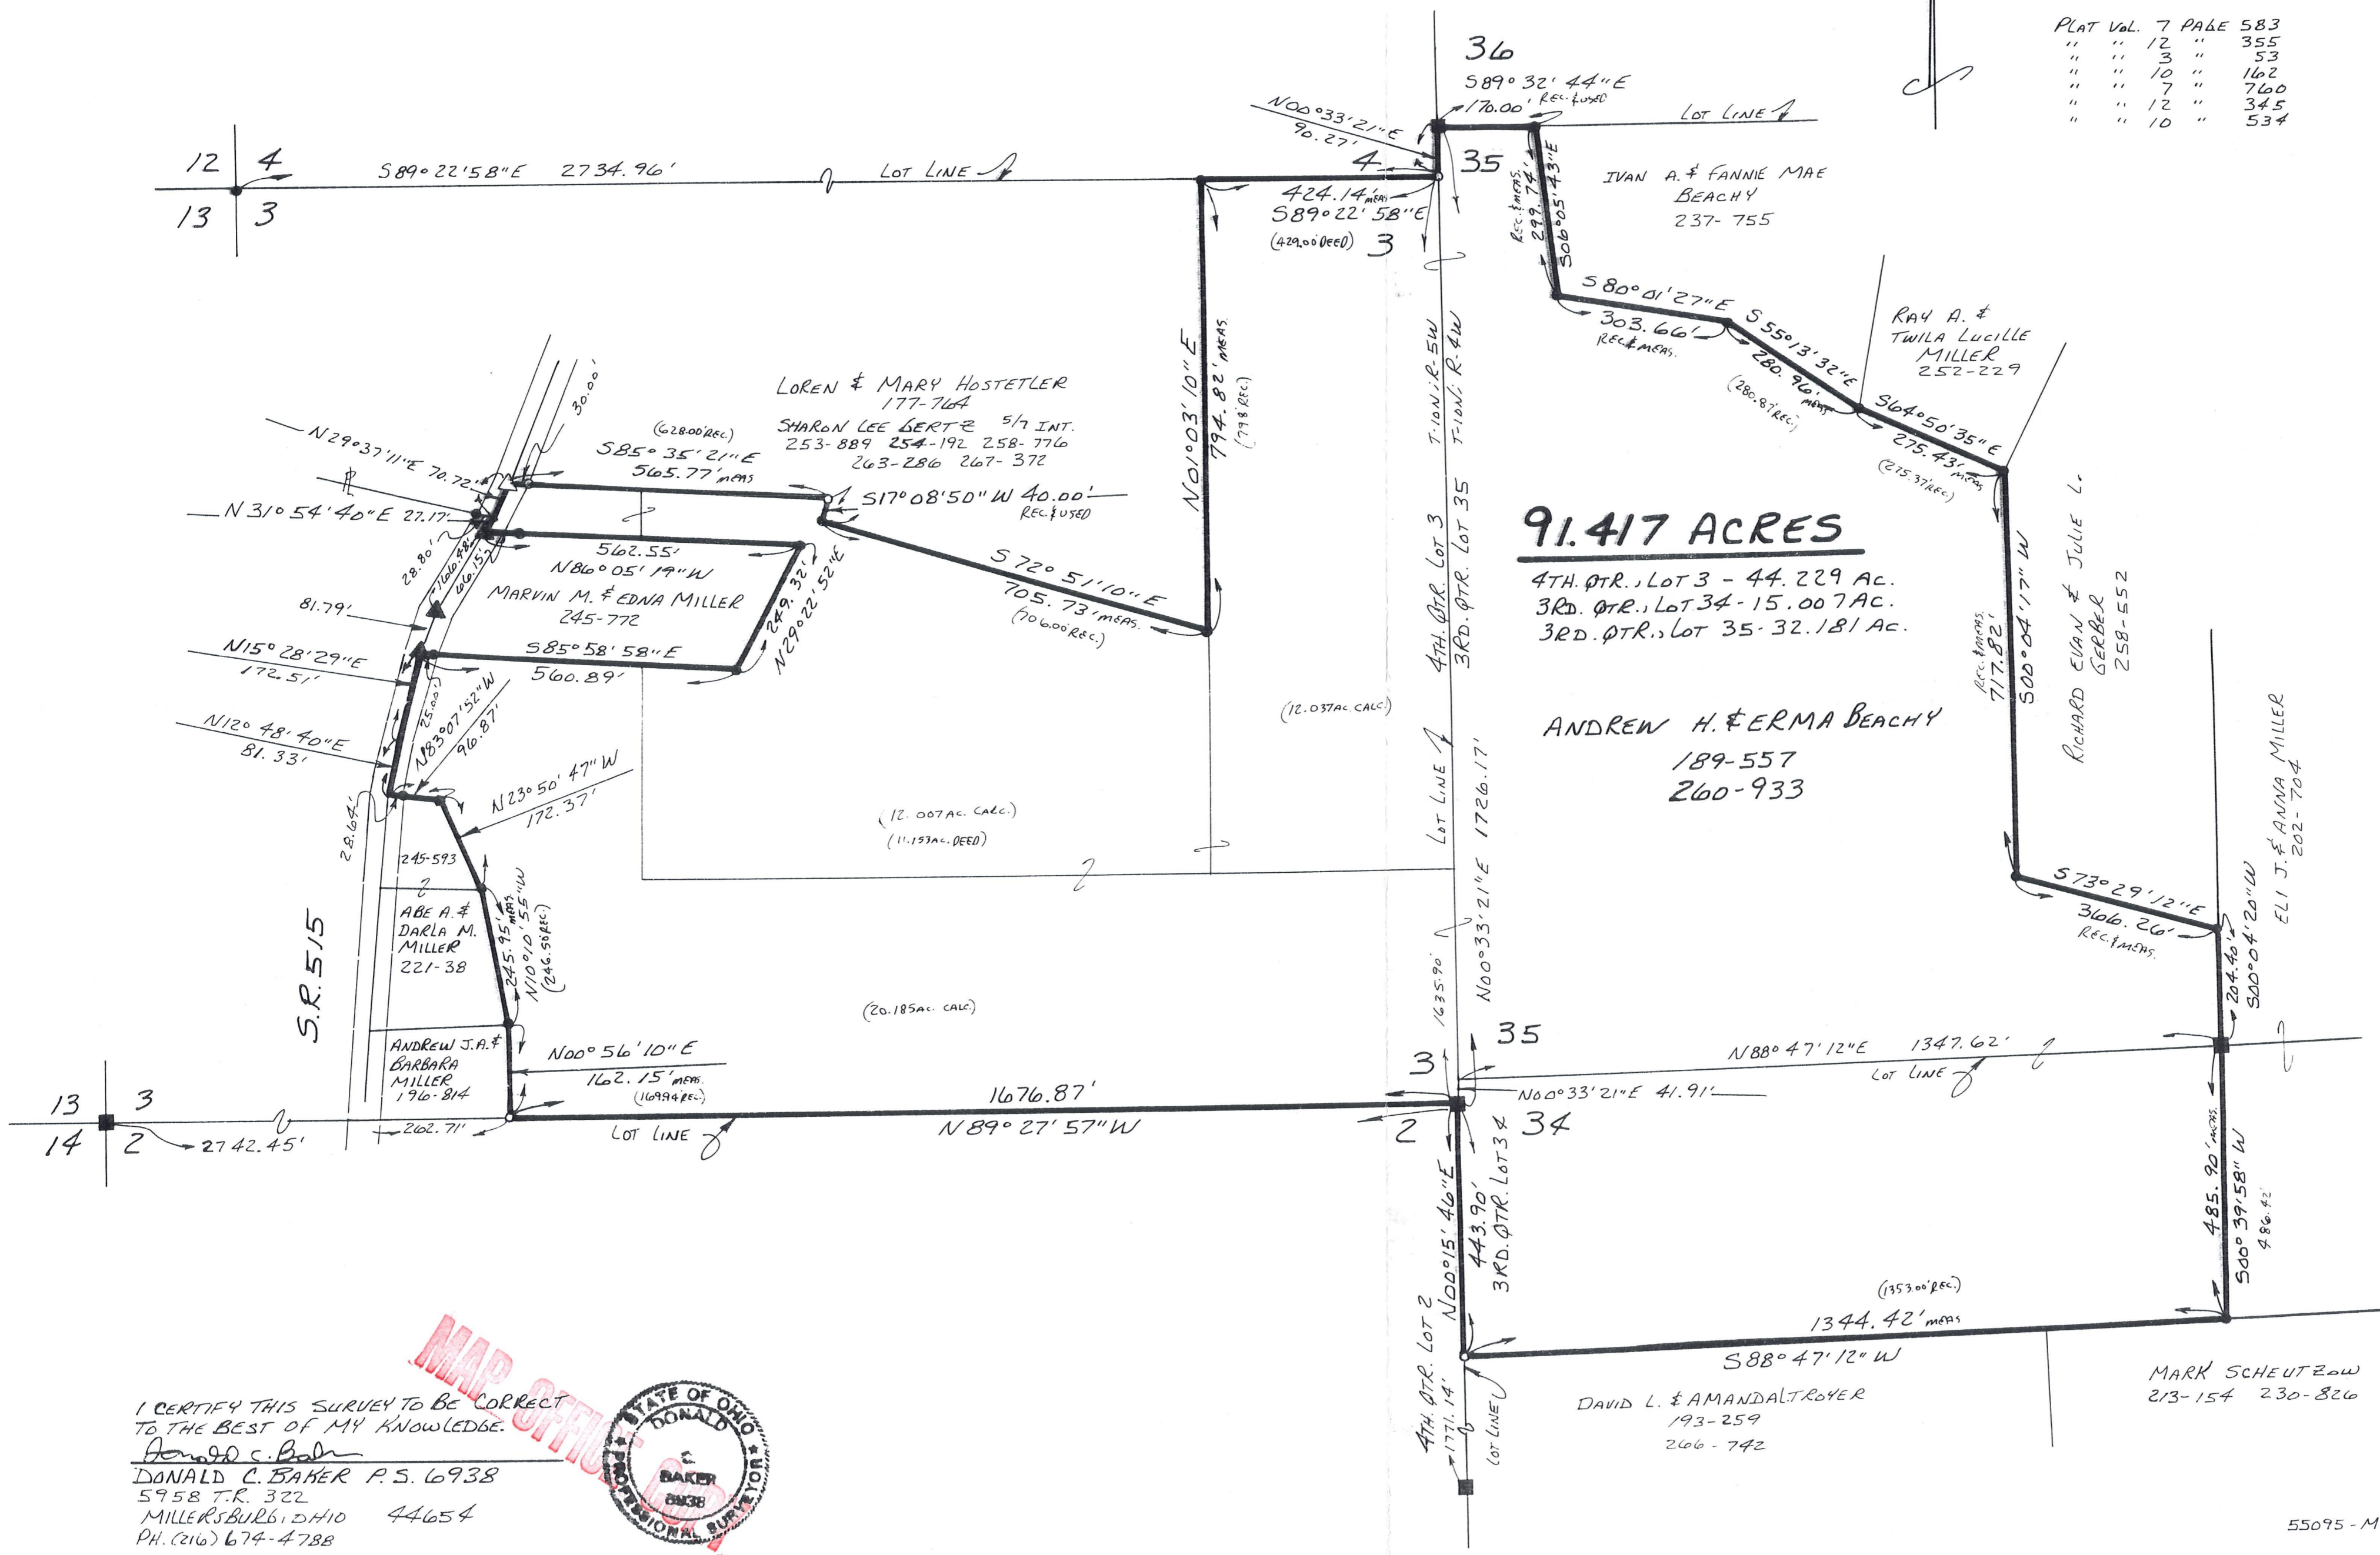 PLAT VOL. 7 PAGE 583
" " 12 " 355
" " 3 " 53
" " 10 " 162
" " 7 " 760
" " 12 " 345
" " 10 " 534
36
S89° 32' 44"E
170.00' REC. & USED
LOT LINE
N00°33'21"E
90.27'
12 4
13 3
S89°22'58"E 2734.96'
LOT LINE
4
35
424.14' MEAS
S89°22'58"E
(429.00' DEED)
3
REC. & MEAS.
299.74'
S06°05'43"E
IVAN A. & FANNIE MAE
BEACHY
237-755
S80°01'27"E
303.66'
REC & MEAS.
S55°13'32"E
280.96' MEAS
(280.87' REC.)
RAY A. &
TWILA LUCILLE
MILLER
252-229
S64°50'35"E
275.43' MEAS
(275.37' REC.)
N01°03'10"E
794.82' MEAS.
(798' REC.)
T-10N; R-5W
T-10N; R-4W
4TH. QTR. LOT 3
3RD. QTR. LOT 35
30.00'
LOREN & MARY HOSTETLER
177-764
SHARON LEE GERTZ 5/7 INT.
253-889 254-192 258-776
263-286 267-372
N29°37'11"E 70.72'
(628.00' REC.)
S85°35'21"E
565.77' MEAS
S17°08'50"W 40.00'
REC. & USED
N31°54'40"E 27.17'
28.80'
166.48'
66.15'
562.55'
N86°05'19"W
MARVIN M. & EDNA MILLER
245-772
249.32'
N29°22'52"E
S72°51'10"E
705.73' MEAS.
(706.00' REC.)
81.79'
N15°28'29"E
172.51'
S85°58'58"E
560.89'
25.00'
N12°48'40"E
81.33'
N83°07'52"W
96.87'
N23°50'47"W
172.37'
28.64'
91.417 ACRES
4TH. QTR., LOT 3 - 44.229 AC.
3RD. QTR., LOT 34 - 15.007 AC.
3RD. QTR., LOT 35 - 32.181 AC.
ANDREW H. & ERMA BEACHY
189-557
260-933
REC. & MEAS.
717.82'
S00°04'17"W
RICHARD EVAN & JULIE L.
GERBER
258-552
ELI J. & ANNA MILLER
202-704
(12.037 AC. CALC.)
(12.007 AC. CALC.)
(11.153 AC. DEED)
LOT LINE
N00°33'21"E 1726.17'
1635.90'
S73°29'12"E
366.26'
REC. & MEAS.
204.40'
S00°04'20"W
245-593
ABE A. &
DARLA M.
MILLER
221-38
245.95' MEAS.
N10°10'55"W
(246.50' REC.)
S.R. 515
(20.185 AC. CALC.)
ANDREW J.A. &
BARBARA
MILLER
196-814
N00°56'10"E
162.15' MEAS.
(169.94' REC.)
35
3
N88°47'12"E 1347.62'
LOT LINE
N00°33'21"E 41.91'
13 3
14 2
2742.45'
262.71'
1676.87'
N89°27'57"W
LOT LINE
2
34
N00°15'46"E
443.90'
3RD. QTR. LOT 34
485.90' MEAS.
S00°39'58"W
486.42'
(1353.00' REC.)
1344.42' MEAS
S88°47'12"W
4TH. QTR. LOT 2
1771.14'
LOT LINE
DAVID L. & AMANDA L. TROYER
193-259
266-742
MARK SCHEUTZOW
213-154 230-826
MAP OFFICE COPY
I CERTIFY THIS SURVEY TO BE CORRECT
TO THE BEST OF MY KNOWLEDGE.
Donald C. Baker
DONALD C. BAKER P.S. 6938
5958 T.R. 322
MILLERSBURG, OHIO 44654
PH. (216) 674-4788
STATE OF OHIO
DONALD
C.
BAKER
6938
PROFESSIONAL SURVEYOR
55095-M